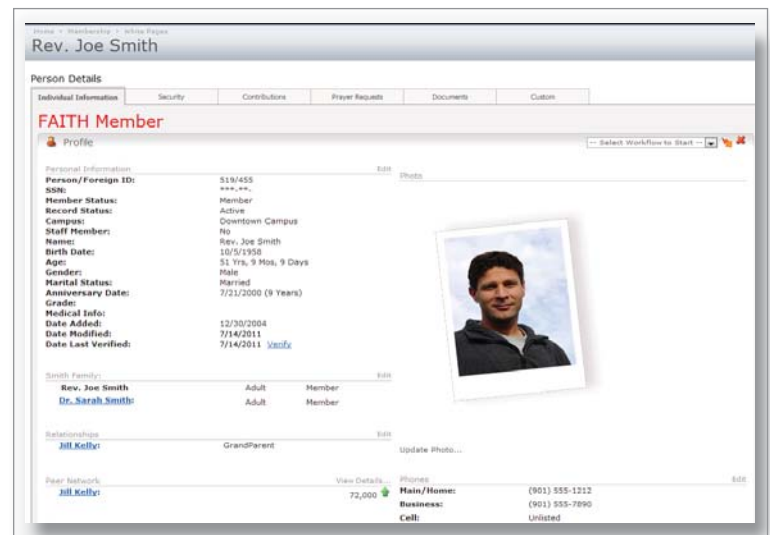 Home > Membership > White Pages
Rev. Joe Smith
Person Details
Individual Information Security Contributions Prayer Requests Documents Custom
FAITH Member
Profile -- Select Workflow to Start --
Personal Information Edit
Person/Foreign ID: 519/455
SSN: ***-**-
Member Status: Member
Record Status: Active
Campus: Downtown Campus
Staff Member: No
Name: Rev. Joe Smith
Birth Date: 10/5/1958
Age: 51 Yrs, 9 Mos, 9 Days
Gender: Male
Marital Status: Married
Anniversary Date: 7/21/2000 (9 Years)
Grade:
Medical Info:
Date Added: 12/30/2004
Date Modified: 7/14/2011
Date Last Verified: 7/14/2011 Verify
Smith Family: Edit
Rev. Joe Smith Adult Member
Dr. Sarah Smith: Adult Member
Relationships Edit
Jill Kelly: GrandParent
Peer Network View Details...
Jill Kelly: 72,000
Photo
Update Photo...
Phones Edit
Main/Home: (901) 555-1212
Business: (901) 555-7890
Cell: Unlisted